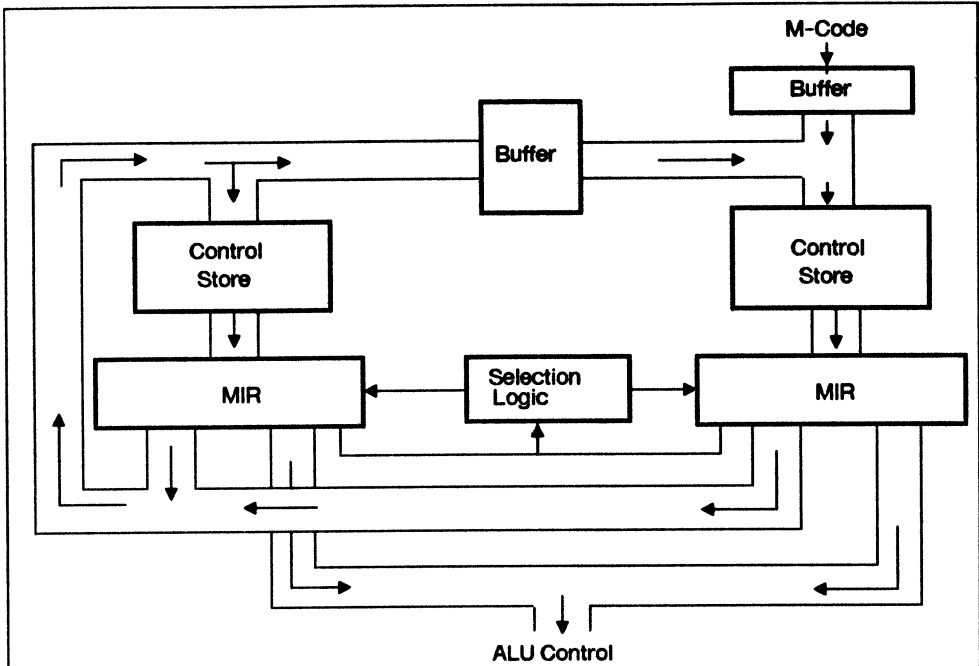 M-Code
Buffer
Buffer
Control
Store
Control
Store
MIR
Selection
Logic
MIR
ALU Control